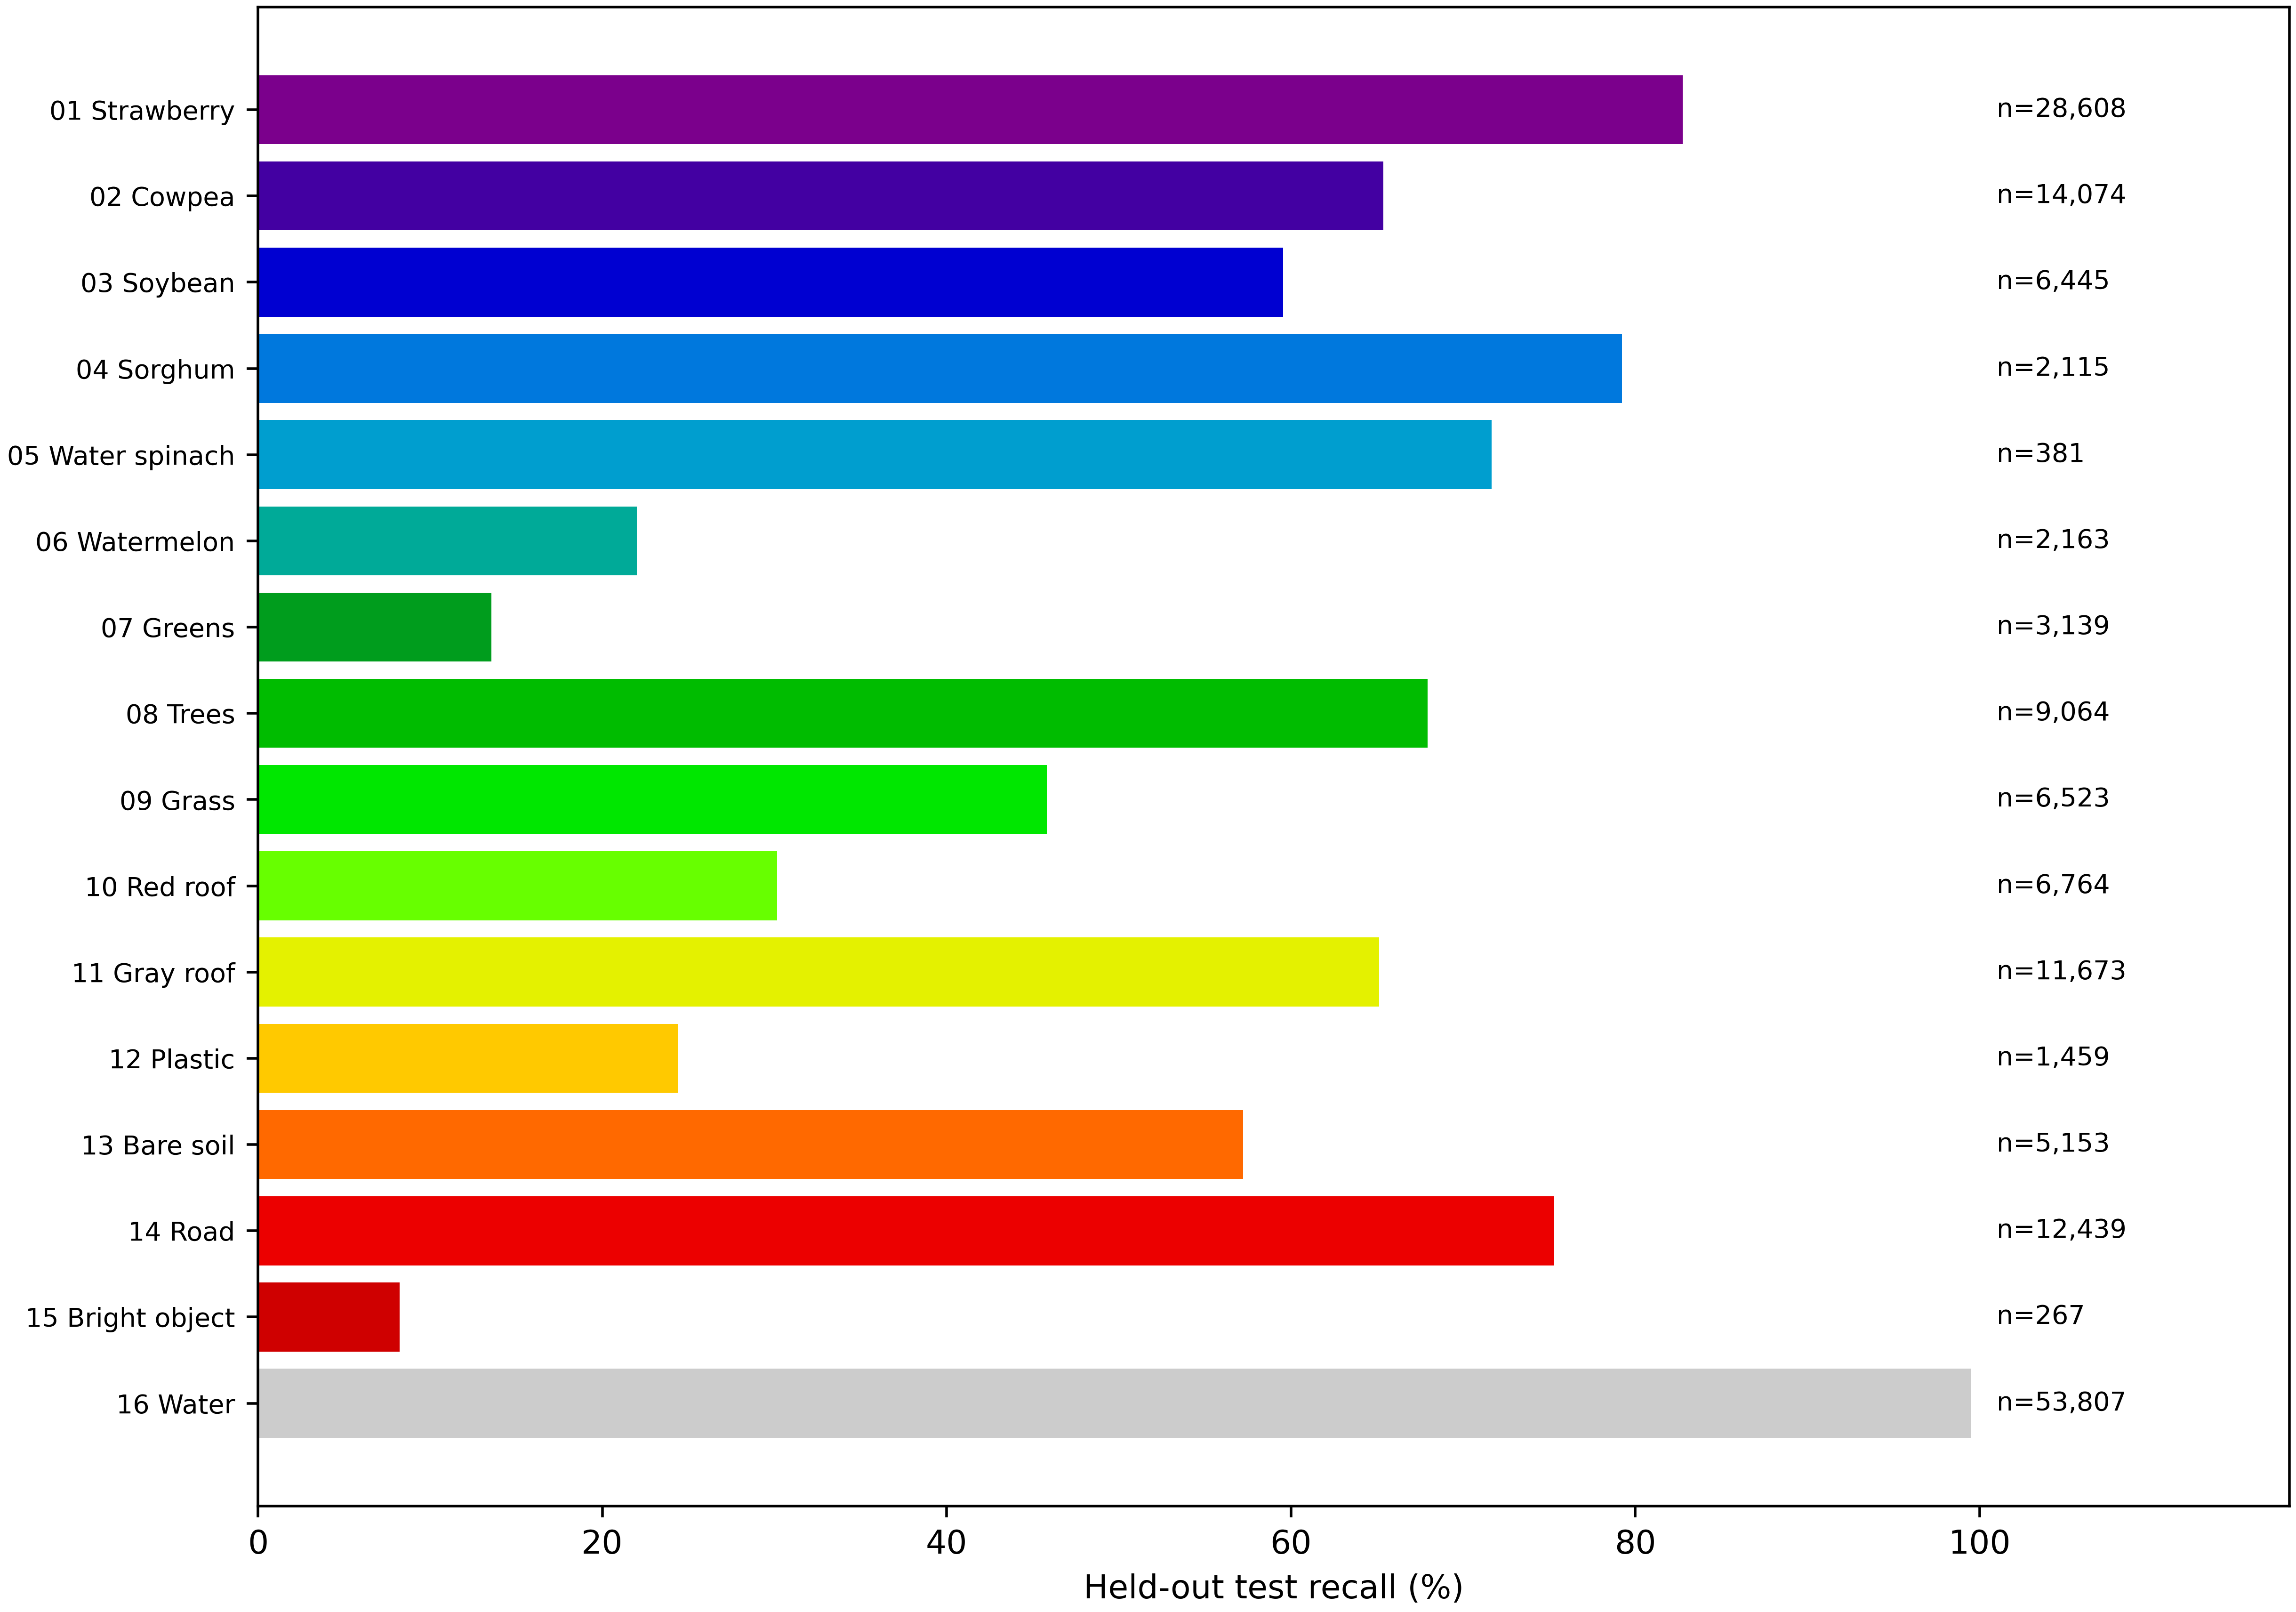 01 Strawberry n=28,608
02 Cowpea n=14,074
03 Soybean n=6,445
04 Sorghum n=2,115
05 Water spinach n=381
06 Watermelon n=2,163
07 Greens n=3,139
08 Trees n=9,064
09 Grass n=6,523
10 Red roof n=6,764
11 Gray roof n=11,673
12 Plastic n=1,459
13 Bare soil n=5,153
14 Road n=12,439
15 Bright object n=267
16 Water n=53,807
0 20 40 60 80 100
Held-out test recall (%)